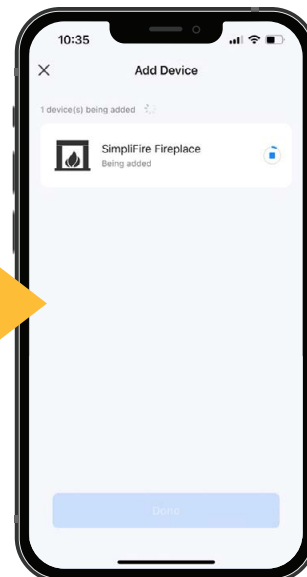 10:35
Add Device
1 device(s) being added
SimpliFire Fireplace
Being added
Done